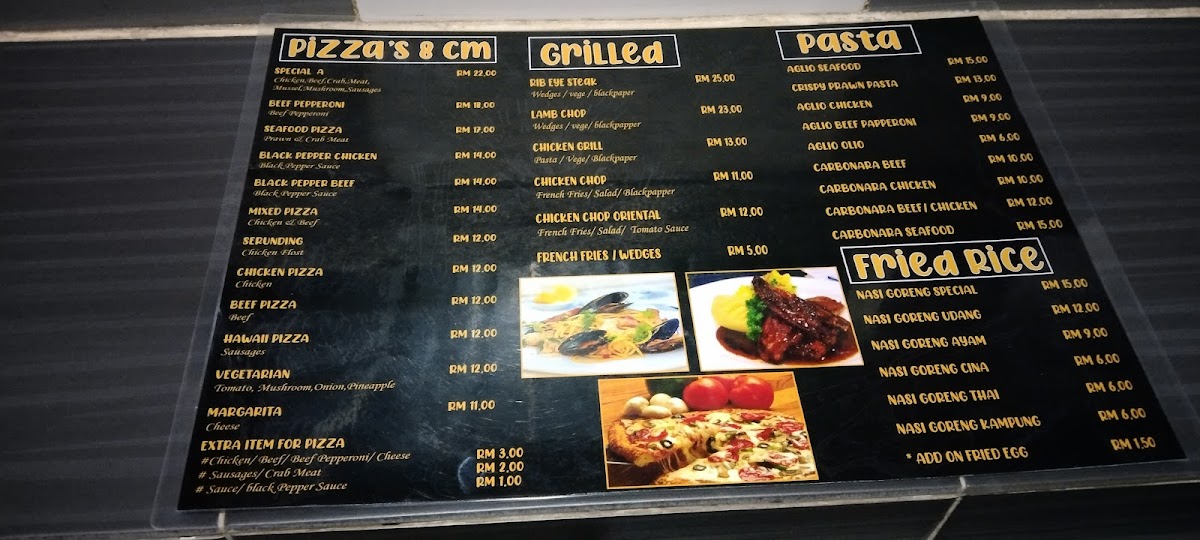 Pizza's 8 cm
SPECIAL A RM 22,00
Chicken,Beef,Crab,Meat,
Mussel,Mushroom,Sausages
BEEF PEPPERONI RM 18,00
Beef Pepperoni
SEAFOOD PIZZA RM 17,00
Prawn & Crab Meat
BLACK PEPPER CHICKEN RM 14,00
Black Pepper Sauce
BLACK PEPPER BEEF RM 14,00
Black Pepper Sauce
MIXED PIZZA RM 14,00
Chicken & Beef
SERUNDING RM 12,00
Chicken Flost
CHICKEN PIZZA RM 12,00
Chicken
BEEF PIZZA RM 12,00
Beef
HAWAII PIZZA RM 12,00
Sausages
VEGETARIAN RM 12,00
Tomato, Mushroom,Onion,Pineapple
MARGARITA RM 11,00
Cheese
EXTRA ITEM FOR PIZZA
#Chicken/ Beef/ Beef Pepperoni/ Cheese RM 3,00
# Sausages/ Crab Meat RM 2,00
# Sauce/ black Pepper Sauce RM 1,00
Grilled
RIB EYE Steak RM 25,00
Wedges / vege / blackpaper
LAMB CHOP RM 23,00
Wedges / vege/ blackpapper
CHICKEN GRILL RM 13,00
Pasta / Vege/ Blackpaper
CHICKEN CHOP RM 11,00
French Fries/ Salad/ Blackpapper
CHICKEN CHOP ORIENTAL RM 12,00
French Fries/ Salad/ Tomato Sauce
FRENCH FRIES / WEDGES RM 5,00
Pasta
AGLIO SEAFOOD RM 15,00
CRISPY PRAWN PASTA RM 13,00
AGLIO CHICKEN RM 9,00
AGLIO BEEF PAPPERONI RM 9,00
AGLIO OLIO RM 6,00
CARBONARA BEEF RM 10,00
CARBONARA CHICKEN RM 10,00
CARBONARA BEEF/ CHICKEN RM 12,00
CARBONARA SEAFOOD RM 15,00
Fried Rice
NASI GORENG SPECIAL RM 15,00
NASI GORENG UDANG RM 12,00
NASI GORENG AYAM RM 9,00
NASI GORENG CINA RM 6,00
NASI GORENG THAI RM 6,00
NASI GORENG KAMPUNG RM 6,00
* ADD ON FRIED EGG RM 1,50